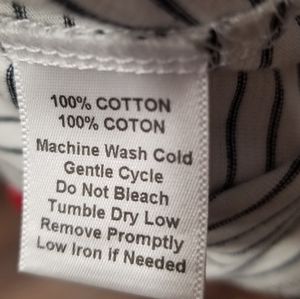 100% COTTON
100% COTON
Machine Wash Cold
Gentle Cycle
Do Not Bleach
Tumble Dry Low
Remove Promptly
Low Iron if Needed